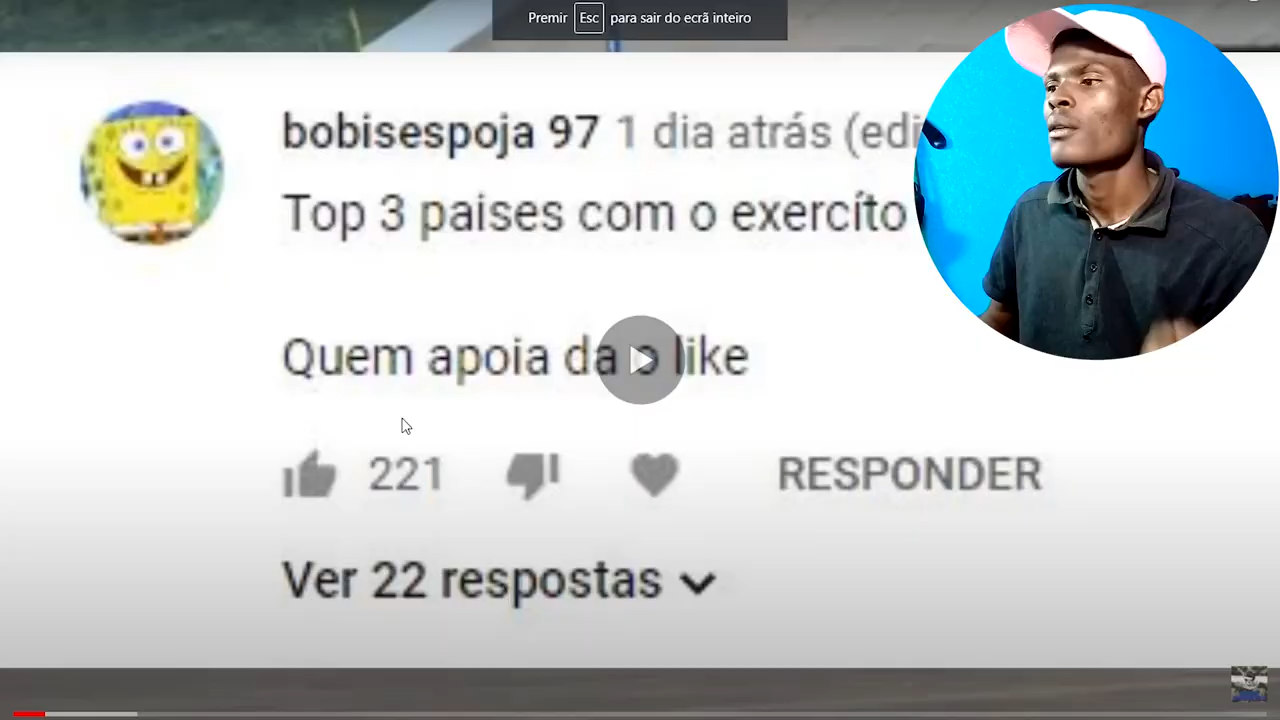 Premir Esc para sair do ecrã inteiro
bobisespoja 97 1 dia atrás (edi
Top 3 paises com o exercíto
Quem apoia da o like
221 RESPONDER
Ver 22 respostas